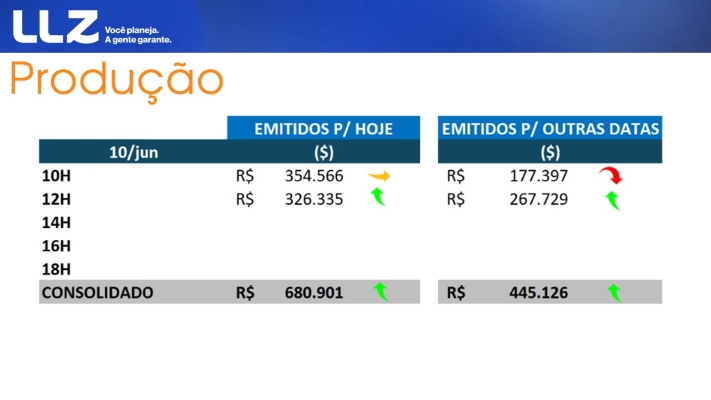 LLZ
Você planeja.
A gente garante.
Produção
EMITIDOS P/ HOJE EMITIDOS P/ OUTRAS DATAS
10/jun ($) ($)
10H R$ 354.566 R$ 177.397
12H R$ 326.335 R$ 267.729
14H
16H
18H
CONSOLIDADO R$ 680.901 R$ 445.126